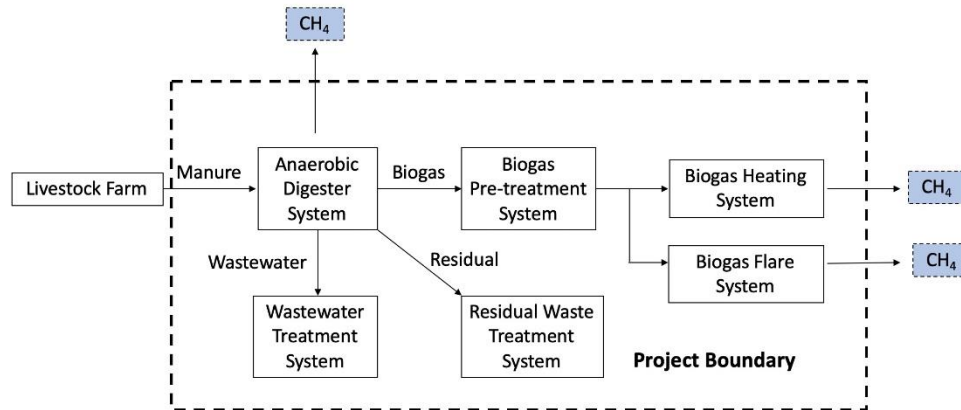 CH4
Manure
Livestock Farm
Anaerobic
Digester
System
Biogas
Biogas
Pre-treatment
System
Biogas Heating
System
CH4
Biogas Flare
System
CH4
Wastewater
Residual
Wastewater
Treatment
System
Residual Waste
Treatment
System
Project Boundary